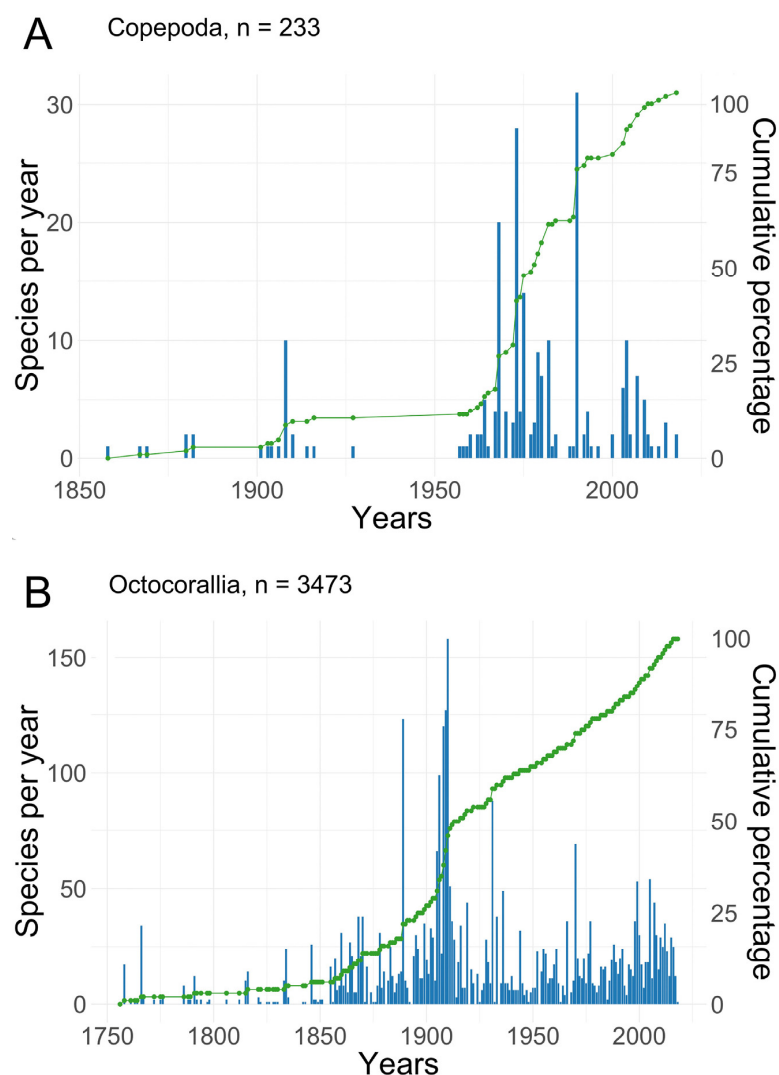 A
Copepoda, n = 233
Species per year
30
20
10
0
100
75
50
25
0
Cumulative percentage
1850 1900 1950 2000
Years
B
Octocorallia, n = 3473
Species per year
150
100
50
0
100
75
50
25
0
Cumulative percentage
1750 1800 1850 1900 1950 2000
Years